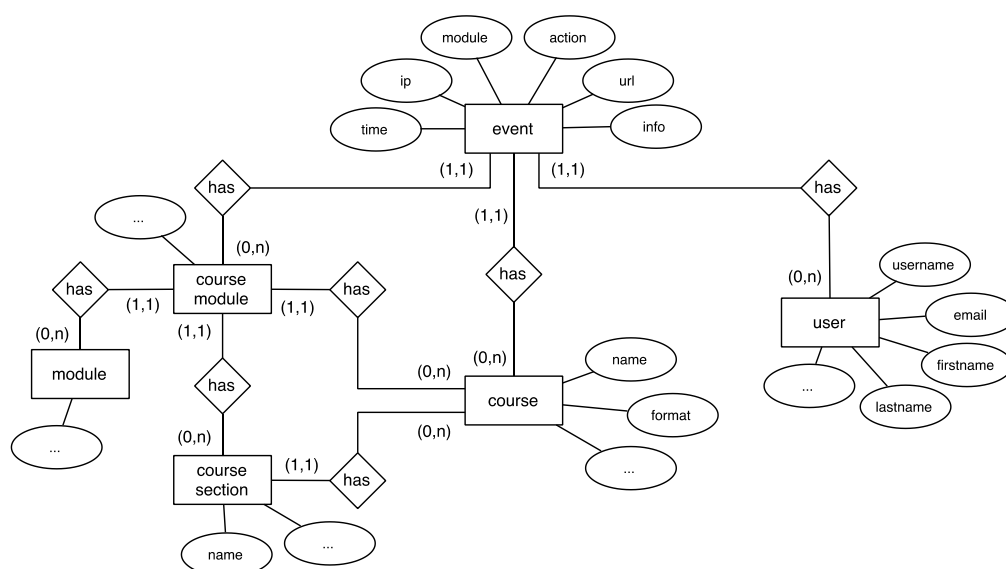 module
action
ip
url
time
event
info
(1,1)
(1,1)
has
has
(1,1)
...
(0,n)
has
username
has
course
module
has
(0,n)
(1,1)
(1,1)
email
(0,n)
(1,1)
user
module
(0,n)
(0,n)
name
firstname
has
...
course
lastname
format
(0,n)
(0,n)
...
course
section
(1,1)
has
...
name
...